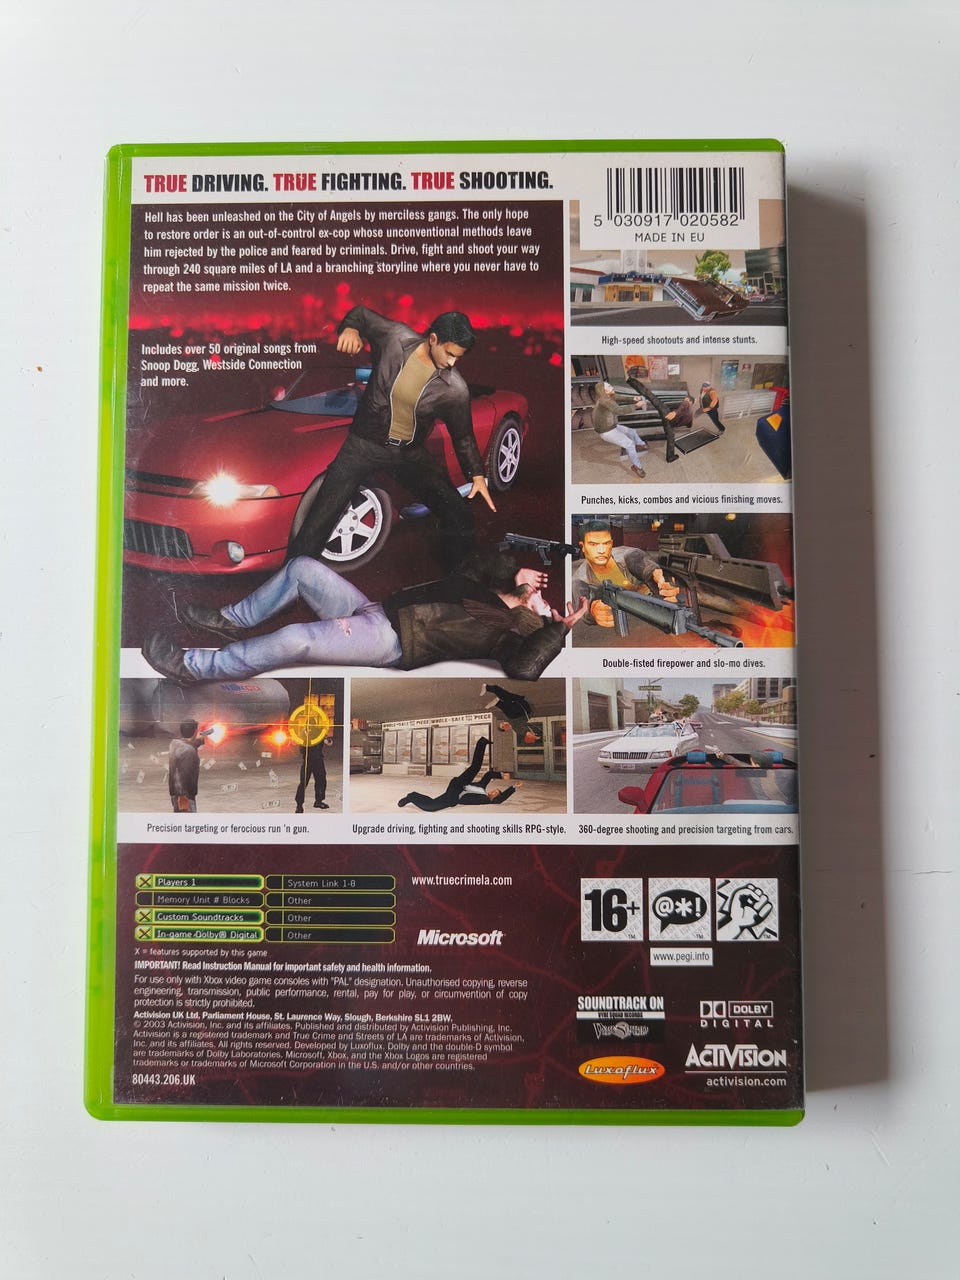 TRUE DRIVING. TRUE FIGHTING. TRUE SHOOTING.
Hell has been unleashed on the City of Angels by merciless gangs. The only hope
to restore order is an out-of-control ex-cop whose unconventional methods leave
him rejected by the police and feared by criminals. Drive, fight and shoot your way
through 240 square miles of LA and a branching storyline where you never have to
repeat the same mission twice.
Includes over 50 original songs from
Snoop Dogg, Westside Connection
and more.
5 030917 020582
MADE IN EU
High-speed shootouts and intense stunts.
Punches, kicks, combos and vicious finishing moves.
Double-fisted firepower and slo-mo dives.
WHOLE-SALE PIECE WHOLE-SALE PIECE
Precision targeting or ferocious run 'n gun.
Upgrade driving, fighting and shooting skills RPG-style.
360-degree shooting and precision targeting from cars.
X Players 1
System Link 1-8
Memory Unit # Blocks
Other
X Custom Soundtracks
Other
X In-game Dolby® Digital
Other
X = features supported by this game
www.truecrimela.com
Microsoft
16+ ™
@*!™
™
www.pegi.info
IMPORTANT! Read Instruction Manual for important safety and health information.
For use only with Xbox video game consoles with "PAL" designation. Unauthorised copying, reverse
engineering, transmission, public performance, rental, pay for play, or circumvention of copy
protection is strictly prohibited.
Activision UK Ltd, Parliament House, St. Laurence Way, Slough, Berkshire SL1 2BW.
© 2003 Activision, Inc. and its affiliates. Published and distributed by Activision Publishing, Inc.
Activision is a registered trademark and True Crime and Streets of LA are trademarks of Activision,
Inc. and its affiliates. All rights reserved. Developed by Luxoflux. Dolby and the double-D symbol
are trademarks of Dolby Laboratories. Microsoft, Xbox, and the Xbox Logos are registered
trademarks or trademarks of Microsoft Corporation in the U.S. and/or other countries.
80443.206.UK
SOUNDTRACK ON
VYBE SQUAD RECORDS
VYBE SQUAD
DOLBY
DIGITAL
Luxoflux
ACTIVISION
activision.com